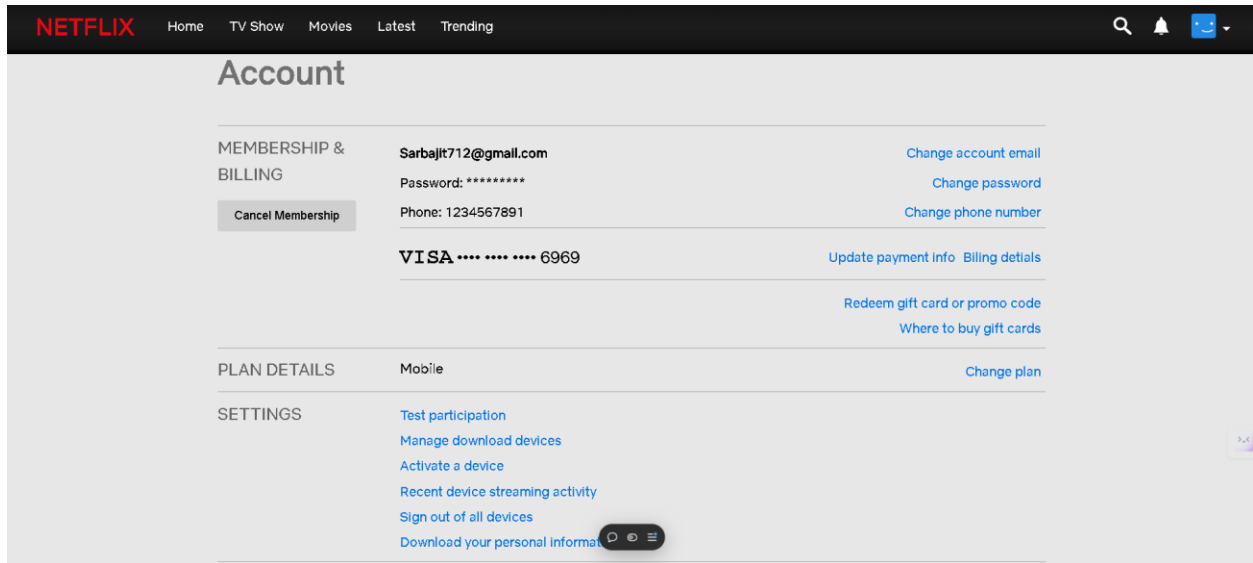 NETFLIX Home TV Show Movies Latest Trending
Account
MEMBERSHIP &
BILLING
Cancel Membership
Sarbajit712@gmail.com Change account email
Password: ********* Change password
Phone: 1234567891 Change phone number
VISA •••• •••• •••• 6969 Update payment info Biling detials
Redeem gift card or promo code
Where to buy gift cards
PLAN DETAILS Mobile Change plan
SETTINGS Test participation
Manage download devices
Activate a device
Recent device streaming activity
Sign out of all devices
Download your personal informat